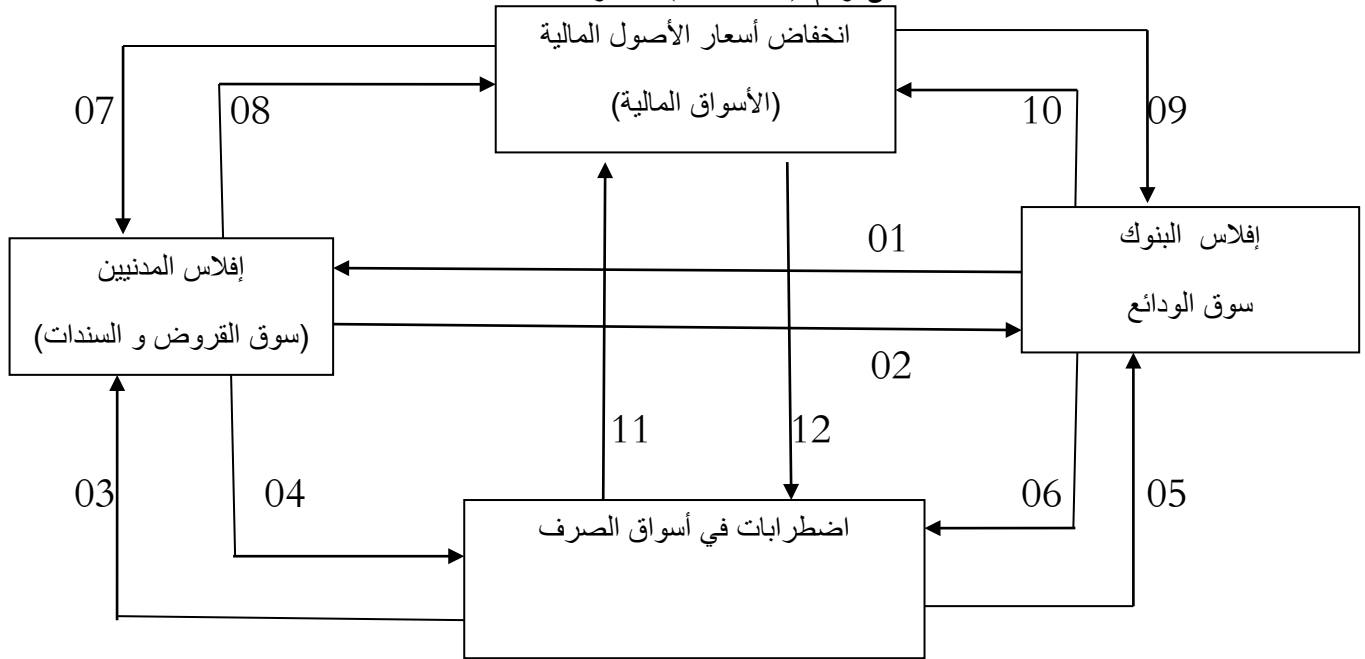 انخفاض أسعار الأصول المالية
(الأسواق المالية)
07
08
10
09
إفلاس البنوك
سوق الودائع
01
إفلاس المدنيين
(سوق القروض و السندات)
02
11
12
03
04
06
05
اضطرابات في أسواق الصرف